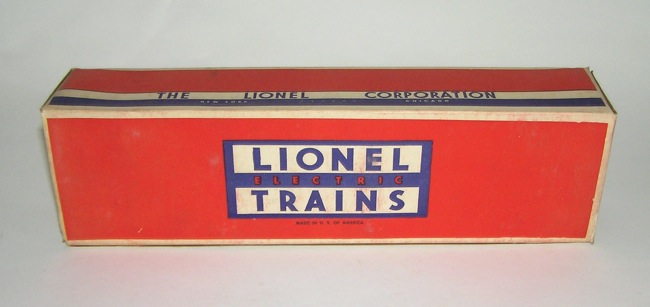 THE LIONEL CORPORATION
NEW YORK CHICAGO
LIONEL
ELECTRIC
TRAINS
MADE IN U. S. OF AMERICA